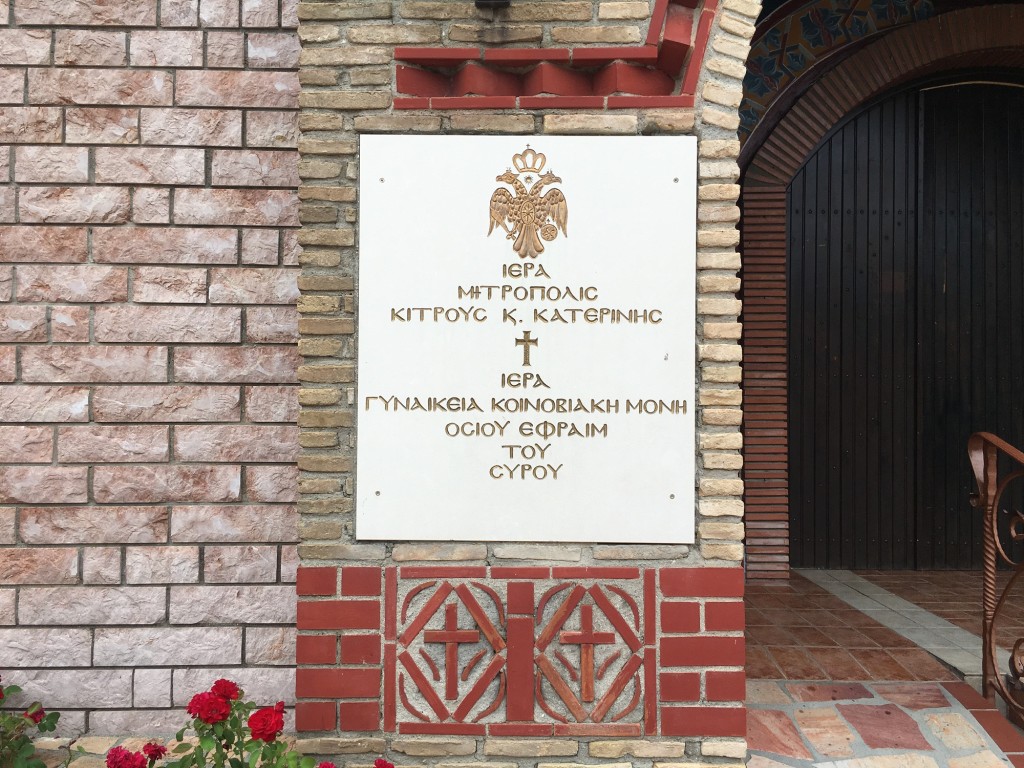 ΙΕΡΑ
ΜΗΤΡΟΠΟΛΙΣ
ΚΙΤΡΟΥΣ Κ. ΚΑΤΕΡΙΝΗΣ
ΙΕΡΑ
ΓΥΝΑΙΚΕΙΑ ΚΟΙΝΟΒΙΑΚΗ ΜΟΝΗ
ΟΣΙΟΥ ΕΦΡΑΙΜ
ΤΟΥ
ΣΥΡΟΥ